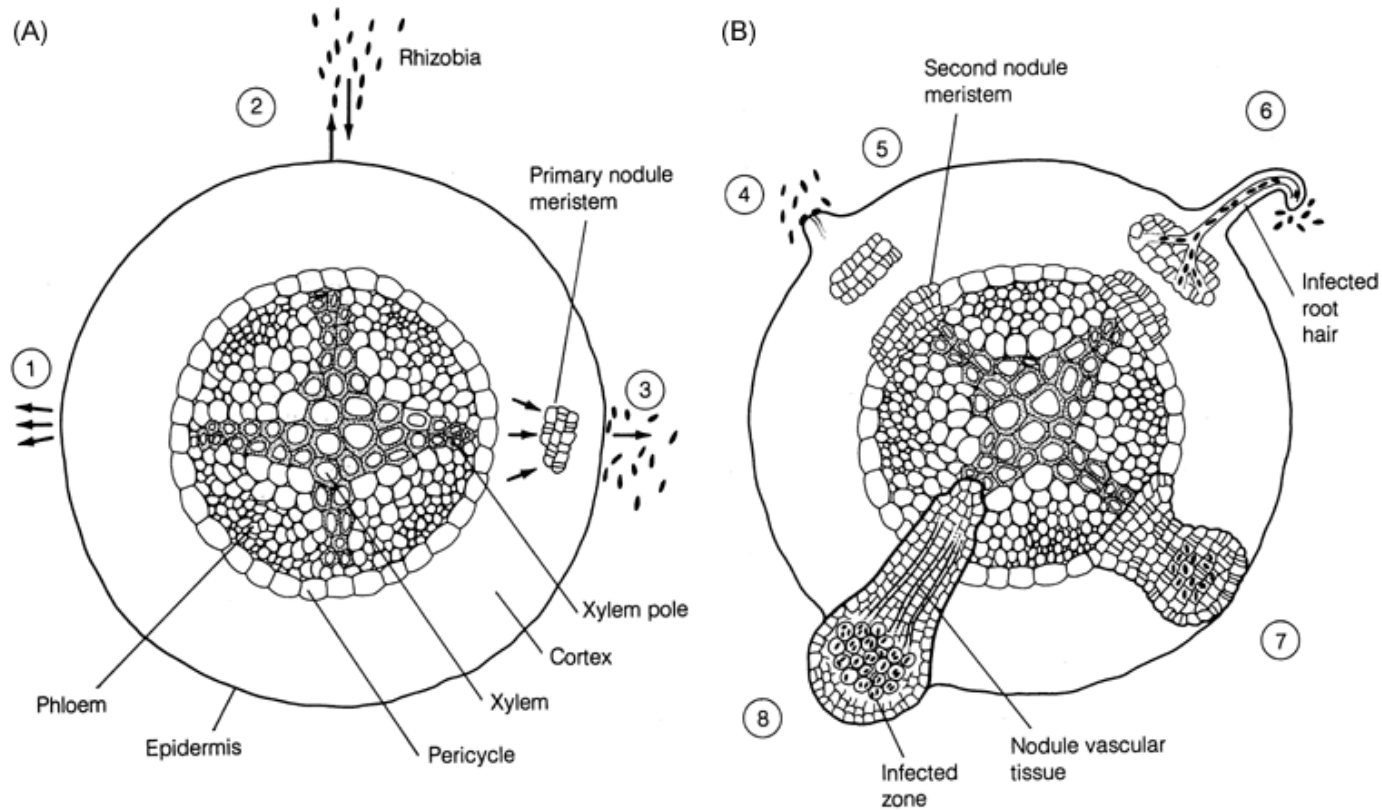 (A)
Rhizobia
2
Primary nodule
meristem
1
3
Xylem pole
Cortex
Xylem
Phloem
Epidermis
Pericycle
(B)
Second nodule
meristem
6
5
4
Infected
root
hair
7
8
Nodule vascular
tissue
Infected
zone